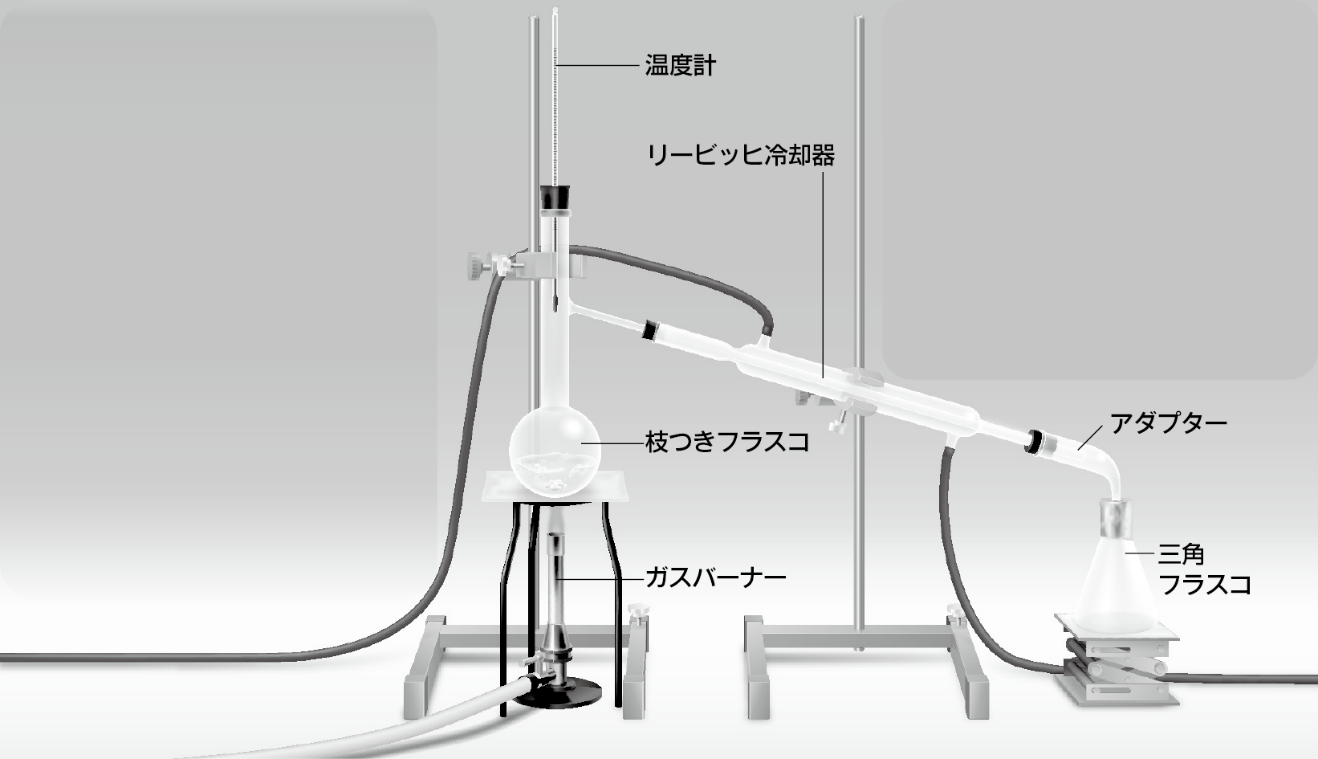 温度計
リービッヒ冷却器
アダプター
枝つきフラスコ
三角
フラスコ
ガスバーナー